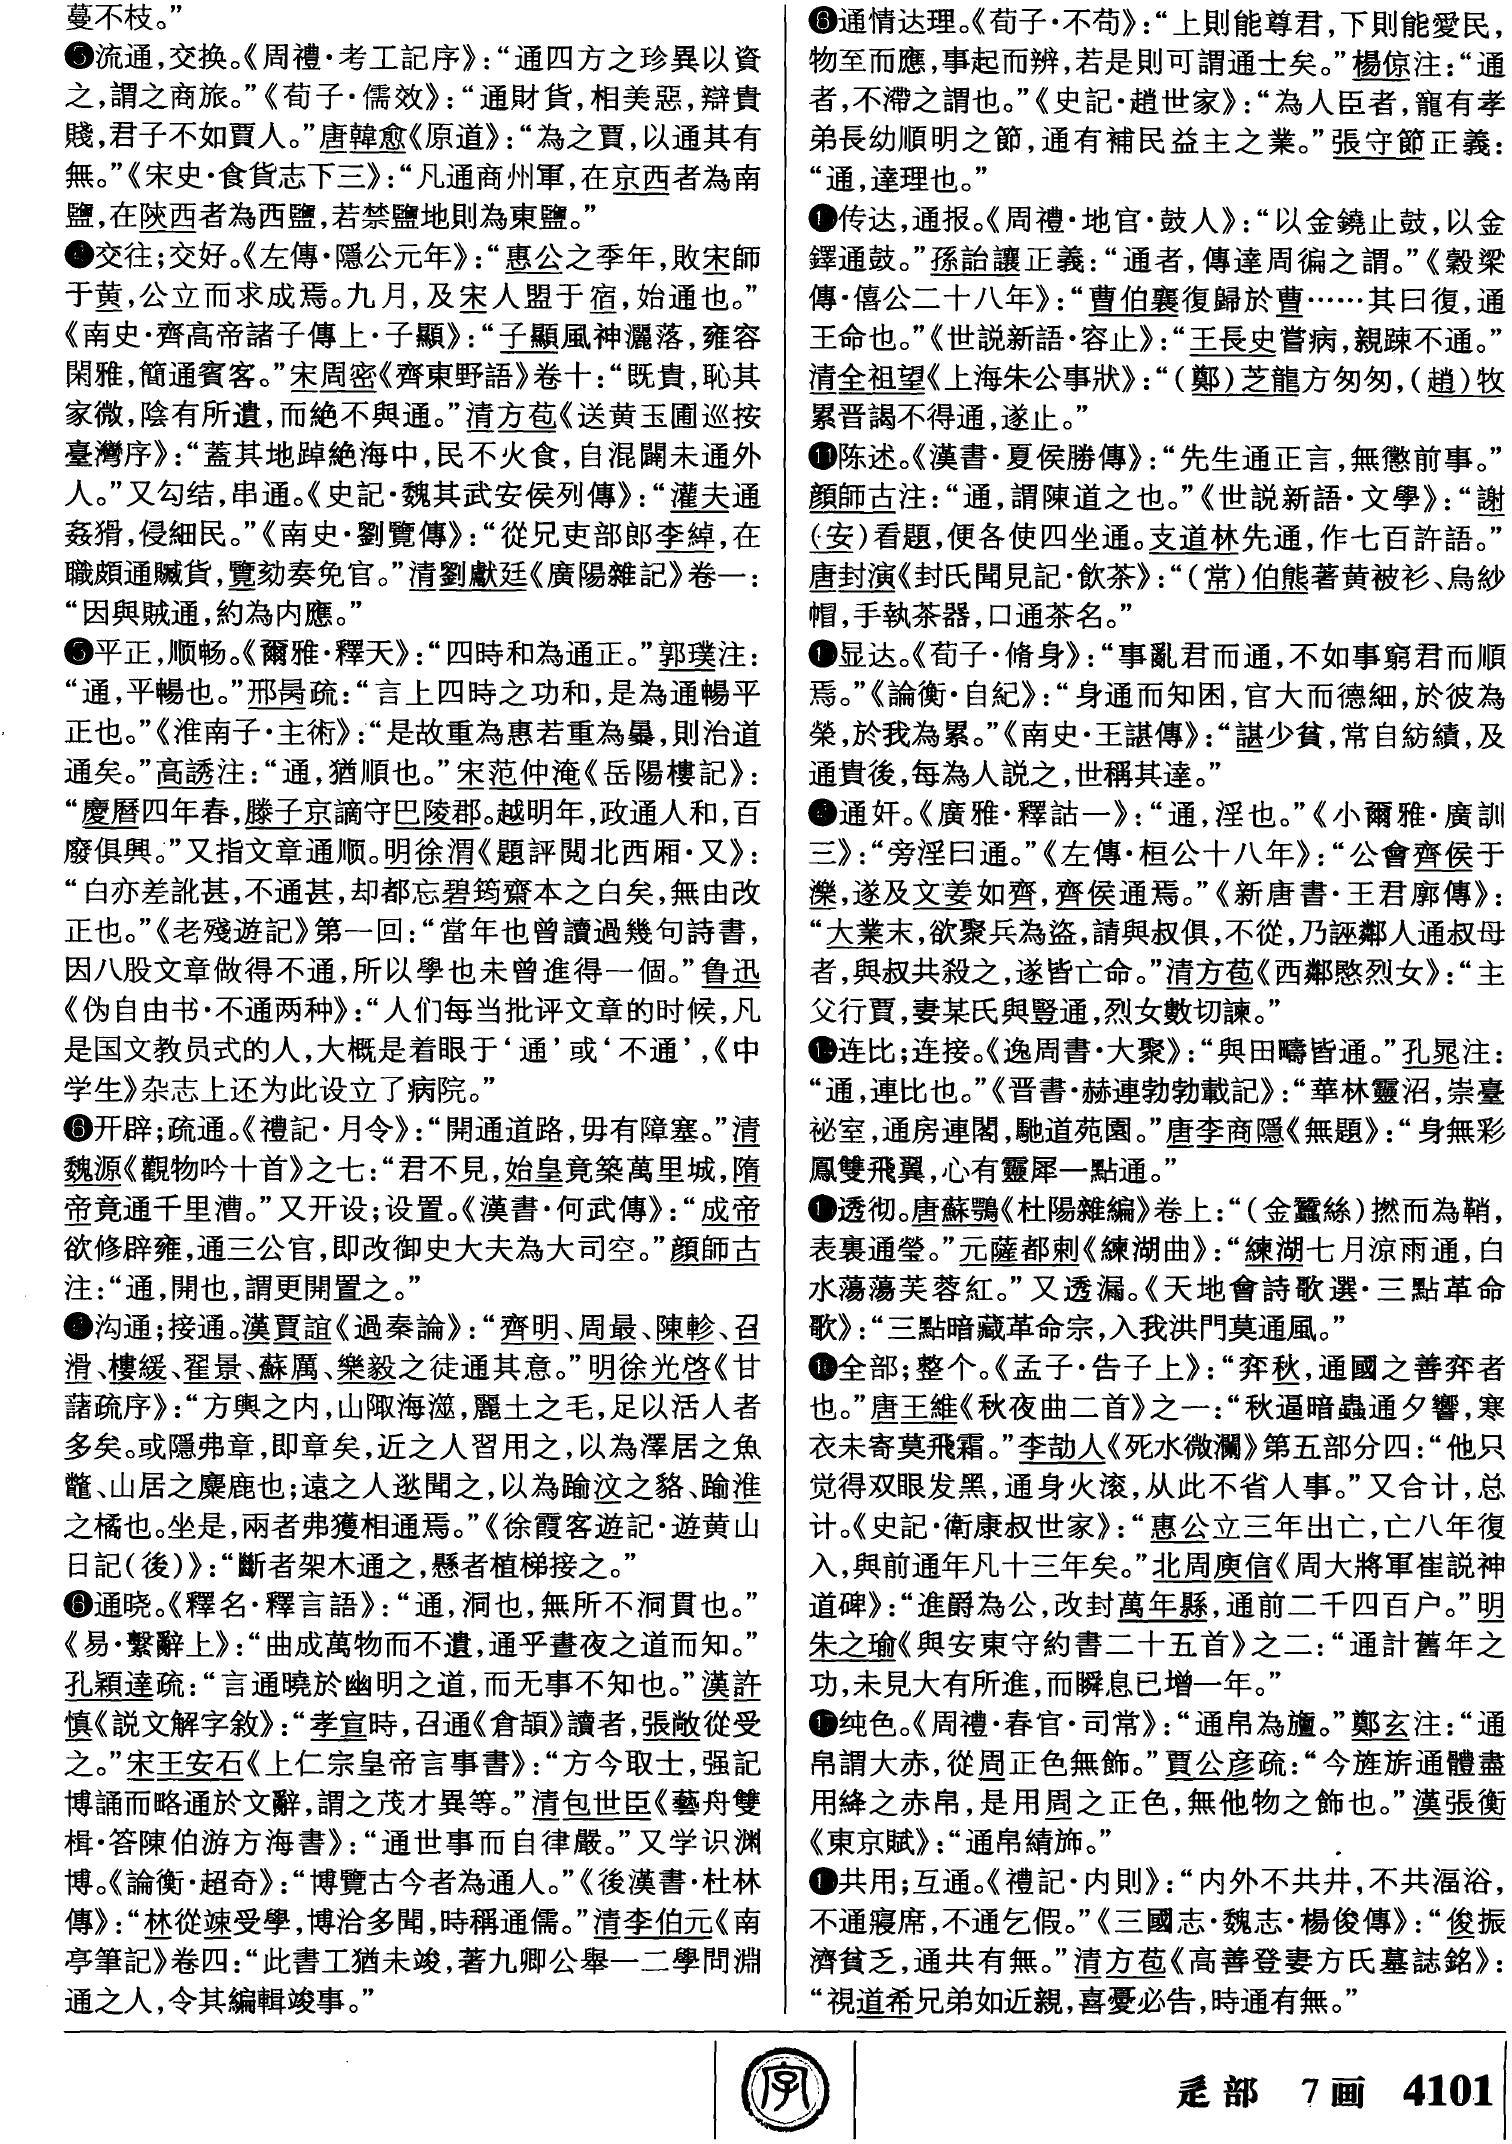 蔓不枝。”
❸流通，交换。《周禮·考工記序》：“通四方之珍異以資
之，謂之商旅。”《荀子·儒效》：“通財貨，相美惡，辯貴
賤，君子不如賈人。”唐韓愈《原道》：“為之賈，以通其有
無。”《宋史·食貨志下三》：“凡通商州軍，在京西者為南
鹽，在陝西者為西鹽，若禁鹽地則為東鹽。”
❹交往；交好。《左傳·隱公元年》：“惠公之季年，敗宋師
于黄，公立而求成焉。九月，及宋人盟于宿，始通也。”
《南史·齊高帝諸子傳上·子顯》：“子顯風神灑落，雍容
閑雅，簡通賓客。”宋周密《齊東野語》卷十：“既貴，恥其
家微，陰有所遺，而絶不與通。”清方苞《送黄玉圃巡按
臺灣序》：“蓋其地踔絶海中，民不火食，自混闢未通外
人。”又勾结，串通。《史記·魏其武安侯列傳》：“灌夫通
姦猾，侵細民。”《南史·劉覽傳》：“從兄吏部郎李綽，在
職頗通贓貨，覽劾奏免官。”清劉獻廷《廣陽雜記》卷一：
“因與賊通，約為内應。”
❺平正，顺畅。《爾雅·釋天》：“四時和為通正。”郭璞注：
“通，平暢也。”邢昺疏：“言上四時之功和，是為通暢平
正也。”《淮南子·主術》：“是故重為惠若重為㬥，則治道
通矣。”高誘注：“通，猶順也。”宋范仲淹《岳陽樓記》：
“慶曆四年春，滕子京謫守巴陵郡。越明年，政通人和，百
廢俱興。”又指文章通顺。明徐渭《題評閲北西厢·又》：
“白亦差訛甚，不通甚，却都忘碧筠齋本之白矣，無由改
正也。”《老殘遊記》第一回：“當年也曾讀過幾句詩書，
因八股文章做得不通，所以學也未曾進得一個。”鲁迅
《伪自由书·不通两种》：“人们每当批评文章的时候，凡
是国文教员式的人，大概是着眼于‘通’或‘不通’，《中
学生》杂志上还为此设立了病院。”
❻开辟；疏通。《禮記·月令》：“開通道路，毋有障塞。”清
魏源《觀物吟十首》之七：“君不見，始皇竟築萬里城，隋
帝竟通千里漕。”又开设；设置。《漢書·何武傳》：“成帝
欲修辟雍，通三公官，即改御史大夫為大司空。”顔師古
注：“通，開也，謂更開置之。”
❼沟通；接通。漢賈誼《過秦論》：“齊明、周最、陳軫、召
滑、樓緩、翟景、蘇厲、樂毅之徒通其意。”明徐光啓《甘
藷疏序》：“方輿之内，山陬海澨，麗土之毛，足以活人者
多矣。或隱弗章，即章矣，近之人習用之，以為澤居之魚
鼈、山居之麋鹿也；遠之人逖聞之，以為踰汶之貉、踰淮
之橘也。坐是，兩者弗獲相通焉。”《徐霞客遊記·遊黄山
日記（後）》：“斷者架木通之，懸者植梯接之。”
❽通晓。《釋名·釋言語》：“通，洞也，無所不洞貫也。”
《易·繫辭上》：“曲成萬物而不遺，通乎晝夜之道而知。”
孔穎達疏：“言通曉於幽明之道，而无事不知也。”漢許
慎《説文解字敘》：“孝宣時，召通《倉頡》讀者，張敞從受
之。”宋王安石《上仁宗皇帝言事書》：“方今取士，强記
博誦而略通於文辭，謂之茂才異等。”清包世臣《藝舟雙
楫·答陳伯游方海書》：“通世事而自律嚴。”又学识渊
博。《論衡·超奇》：“博覽古今者為通人。”《後漢書·杜林
傳》：“林從竦受學，博洽多聞，時稱通儒。”清李伯元《南
亭筆記》卷四：“此書工猶未竣，著九卿公舉一二學問淵
通之人，令其編輯竣事。”
❾通情达理。《荀子·不苟》：“上則能尊君，下則能愛民，
物至而應，事起而辨，若是則可謂通士矣。”楊倞注：“通
者，不滯之謂也。”《史記·趙世家》：“為人臣者，寵有孝
弟長幼順明之節，通有補民益主之業。”張守節正義：
“通，達理也。”
❿传达，通报。《周禮·地官·鼓人》：“以金鐃止鼓，以金
鐸通鼓。”孫詒讓正義：“通者，傳達周徧之謂。”《穀梁
傳·僖公二十八年》：“曹伯襄復歸於曹……其曰復，通
王命也。”《世説新語·容止》：“王長史嘗病，親踈不通。”
清全祖望《上海朱公事狀》：“（鄭）芝龍方匆匆，（趙）牧
累晋謁不得通，遂止。”
⓫陈述。《漢書·夏侯勝傳》：“先生通正言，無懲前事。”
顔師古注：“通，謂陳道之也。”《世説新語·文學》：“謝
（安）看題，便各使四坐通。支道林先通，作七百許語。”
唐封演《封氏聞見記·飲茶》：“（常）伯熊著黄被衫、烏紗
帽，手執茶器，口通茶名。”
⓬显达。《荀子·脩身》：“事亂君而通，不如事窮君而順
焉。”《論衡·自紀》：“身通而知困，官大而德細，於彼為
榮，於我為累。”《南史·王諶傳》：“諶少貧，常自紡績，及
通貴後，每為人説之，世稱其達。”
⓭通奸。《廣雅·釋詁一》：“通，淫也。”《小爾雅·廣訓
三》：“旁淫曰通。”《左傳·桓公十八年》：“公會齊侯于
濼，遂及文姜如齊，齊侯通焉。”《新唐書·王君廓傳》：
“大業末，欲聚兵為盜，請與叔俱，不從，乃誣鄰人通叔母
者，與叔共殺之，遂皆亡命。”清方苞《西鄰愍烈女》：“主
父行賈，妻某氏與豎通，烈女數切諫。”
⓮连比；连接。《逸周書·大聚》：“與田疇皆通。”孔晁注：
“通，連比也。”《晋書·赫連勃勃載記》：“華林靈沼，崇臺
祕室，通房連閣，馳道苑園。”唐李商隱《無題》：“身無彩
鳳雙飛翼，心有靈犀一點通。”
⓯透彻。唐蘇鶚《杜陽雜編》卷上：“（金蠶絲）撚而為鞘，
表裏通瑩。”元薩都剌《練湖曲》：“練湖七月涼雨通，白
水蕩蕩芙蓉紅。”又透漏。《天地會詩歌選·三點革命
歌》：“三點暗藏革命宗，入我洪門莫通風。”
⓰全部；整个。《孟子·告子上》：“弈秋，通國之善弈者
也。”唐王維《秋夜曲二首》之一：“秋逼暗蟲通夕響，寒
衣未寄莫飛霜。”李劼人《死水微瀾》第五部分四：“他只
觉得双眼发黑，通身火滚，从此不省人事。”又合计，总
计。《史記·衛康叔世家》：“惠公立三年出亡，亡八年復
入，與前通年凡十三年矣。”北周庾信《周大將軍崔説神
道碑》：“進爵為公，改封萬年縣，通前二千四百户。”明
朱之瑜《與安東守約書二十五首》之二：“通計舊年之
功，未見大有所進，而瞬息已增一年。”
⓱纯色。《周禮·春官·司常》：“通帛為旜。”鄭玄注：“通
帛謂大赤，從周正色無飾。”賈公彦疏：“今旌旂通體盡
用絳之赤帛，是用周之正色，無他物之飾也。”漢張衡
《東京賦》：“通帛綪斾。”
⓲共用；互通。《禮記·内則》：“内外不共井，不共湢浴，
不通寢席，不通乞假。”《三國志·魏志·楊俊傳》：“俊振
濟貧乏，通共有無。”清方苞《高善登妻方氏墓誌銘》：
“視道希兄弟如近親，喜憂必告，時通有無。”
字
辵部 7画 4101